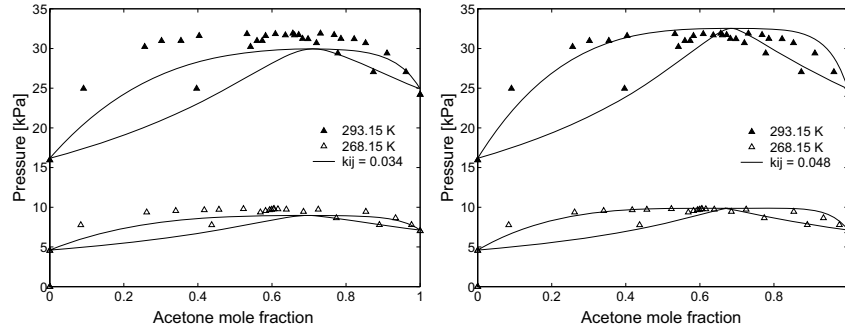 35
30
25
20
15
10
5
0
Pressure [kPa]
293.15 K
268.15 K
kij = 0.034
0 0.2 0.4 0.6 0.8 1
Acetone mole fraction
35
30
25
20
15
10
5
0
Pressure [kPa]
293.15 K
268.15 K
kij = 0.048
0 0.2 0.4 0.6 0.8
Acetone mole fraction